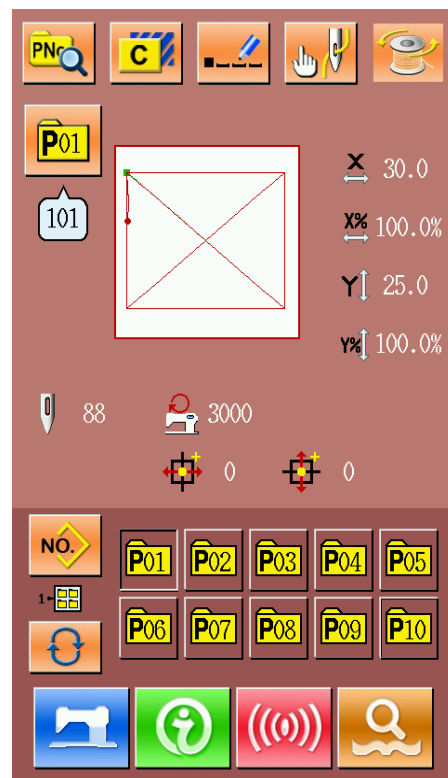 PNo
C
P01
101
X 30.0
X% 100.0%
Y 25.0
Y% 100.0%
88 3000
0 0
NO.
P01 P02 P03 P04 P05
1
P06 P07 P08 P09 P10